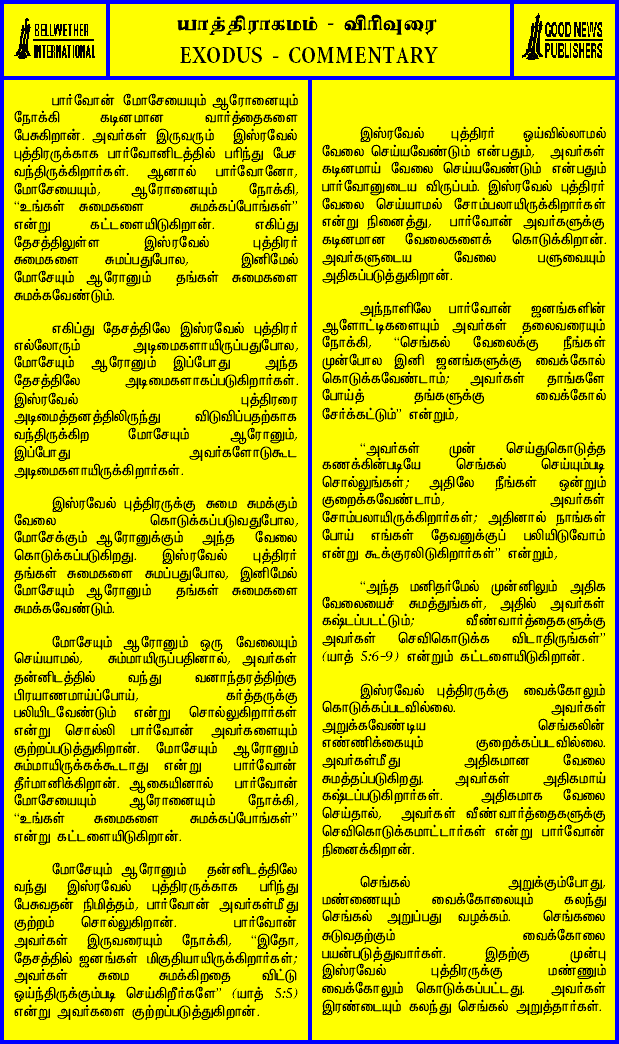 BELLWETHER
INTERNATIONAL
யாத்திராகமம் - விரிவுரை
EXODUS - COMMENTARY
GOOD NEWS
PUBLISHERS
பார்வோன் மோசேயையும் ஆரோனையும்
நோக்கி கடினமான வார்த்தைகளை
பேசுகிறான். அவர்கள் இருவரும் இஸ்ரவேல்
புத்திரருக்காக பார்வோனிடத்தில் பரிந்து பேச
வந்திருக்கிறார்கள். ஆனால் பார்வோனோ,
மோசேயையும், ஆரோனையும் நோக்கி,
“உங்கள் சுமைகளை சுமக்கப்போங்கள்”
என்று கட்டளையிடுகிறான். எகிப்து
தேசத்திலுள்ள இஸ்ரவேல் புத்திரர்
சுமைகளை சுமப்பதுபோல, இனிமேல்
மோசேயும் ஆரோனும் தங்கள் சுமைகளை
சுமக்கவேண்டும்.
எகிப்து தேசத்திலே இஸ்ரவேல் புத்திரர்
எல்லோரும் அடிமைகளாயிருப்பதுபோல,
மோசேயும் ஆரோனும் இப்போது அந்த
தேசத்திலே அடிமைகளாகப்படுகிறார்கள்.
இஸ்ரவேல் புத்திரரை
அடிமைத்தனத்திலிருந்து விடுவிப்பதற்காக
வந்திருக்கிற மோசேயும் ஆரோனும்,
இப்போது அவர்களோடுகூட
அடிமைகளாயிருக்கிறார்கள்.
இஸ்ரவேல் புத்திரருக்கு சுமை சுமக்கும்
வேலை கொடுக்கப்படுவதுபோல,
மோசேக்கும் ஆரோனுக்கும் அந்த வேலை
கொடுக்கப்படுகிறது. இஸ்ரவேல் புத்திரர்
தங்கள் சுமைகளை சுமப்பதுபோல, இனிமேல்
மோசேயும் ஆரோனும் தங்கள் சுமைகளை
சுமக்கவேண்டும்.
மோசேயும் ஆரோனும் ஒரு வேலையும்
செய்யாமல், சும்மாயிருப்பதினால், அவர்கள்
தன்னிடத்தில் வந்து வனாந்தரத்திற்கு
பிரயாணமாய்ப்போய், கர்த்தருக்கு
பலியிடவேண்டும் என்று சொல்லுகிறார்கள்
என்று சொல்லி பார்வோன் அவர்களையும்
குற்றப்படுத்துகிறான். மோசேயும் ஆரோனும்
சும்மாயிருக்கக்கூடாது என்று பார்வோன்
தீர்மானிக்கிறான். ஆகையினால் பார்வோன்
மோசேயையும் ஆரோனையும் நோக்கி,
“உங்கள் சுமைகளை சுமக்கப்போங்கள்”
என்று கட்டளையிடுகிறான்.
மோசேயும் ஆரோனும் தன்னிடத்திலே
வந்து இஸ்ரவேல் புத்திரருக்காக பரிந்து
பேசுவதன் நிமித்தம், பார்வோன் அவர்கள்மீது
குற்றம் சொல்லுகிறான். பார்வோன்
அவர்கள் இருவரையும் நோக்கி, “இதோ,
தேசத்தில் ஜனங்கள் மிகுதியாயிருக்கிறார்கள்;
அவர்கள் சுமை சுமக்கிறதை விட்டு
ஓய்ந்திருக்கும்படி செய்கிறீர்களே” (யாத் 5:5)
என்று அவர்களை குற்றப்படுத்துகிறான்.
இஸ்ரவேல் புத்திரர் ஓய்வில்லாமல்
வேலை செய்யவேண்டும் என்பதும், அவர்கள்
கடினமாய் வேலை செய்யவேண்டும் என்பதும்
பார்வோனுடைய விருப்பம். இஸ்ரவேல் புத்திரர்
வேலை செய்யாமல் சோம்பலாயிருக்கிறார்கள்
என்று நினைத்து, பார்வோன் அவர்களுக்கு
கடினமான வேலைகளைக் கொடுக்கிறான்.
அவர்களுடைய வேலை பளுவையும்
அதிகப்படுத்துகிறான்.
அந்நாளிலே பார்வோன் ஜனங்களின்
ஆளோட்டிகளையும் அவர்கள் தலைவரையும்
நோக்கி, “செங்கல் வேலைக்கு நீங்கள்
முன்போல இனி ஜனங்களுக்கு வைக்கோல்
கொடுக்கவேண்டாம்; அவர்கள் தாங்களே
போய்த் தங்களுக்கு வைக்கோல்
சேர்க்கட்டும்” என்றும்,
“அவர்கள் முன் செய்துகொடுத்த
கணக்கின்படியே செங்கல் செய்யும்படி
சொல்லுங்கள்; அதிலே நீங்கள் ஒன்றும்
குறைக்கவேண்டாம், அவர்கள்
சோம்பலாயிருக்கிறார்கள்; அதினால் நாங்கள்
போய் எங்கள் தேவனுக்குப் பலியிடுவோம்
என்று கூக்குரலிடுகிறார்கள்” என்றும்,
“அந்த மனிதர்மேல் முன்னிலும் அதிக
வேலையைச் சுமத்துங்கள், அதில் அவர்கள்
கஷ்டப்படட்டும்; வீண்வார்த்தைகளுக்கு
அவர்கள் செவிகொடுக்க விடாதிருங்கள்”
(யாத் 5:6-9) என்றும் கட்டளையிடுகிறான்.
இஸ்ரவேல் புத்திரருக்கு வைக்கோலும்
கொடுக்கப்படவில்லை. அவர்கள்
அறுக்கவேண்டிய செங்கலின்
எண்ணிக்கையும் குறைக்கப்படவில்லை.
அவர்கள்மீது அதிகமான வேலை
சுமத்தப்படுகிறது. அவர்கள் அதிகமாய்
கஷ்டப்படுகிறார்கள். அதிகமாக வேலை
செய்தால், அவர்கள் வீண்வார்த்தைகளுக்கு
செவிகொடுக்கமாட்டார்கள் என்று பார்வோன்
நினைக்கிறான்.
செங்கல் அறுக்கும்போது,
மண்ணையும் வைக்கோலையும் கலந்து
செங்கல் அறுப்பது வழக்கம். செங்கலை
சுடுவதற்கும் வைக்கோலை
பயன்படுத்துவார்கள். இதற்கு முன்பு
இஸ்ரவேல் புத்திரருக்கு மண்ணும்
வைக்கோலும் கொடுக்கப்பட்டது. அவர்கள்
இரண்டையும் கலந்து செங்கல் அறுத்தார்கள்.